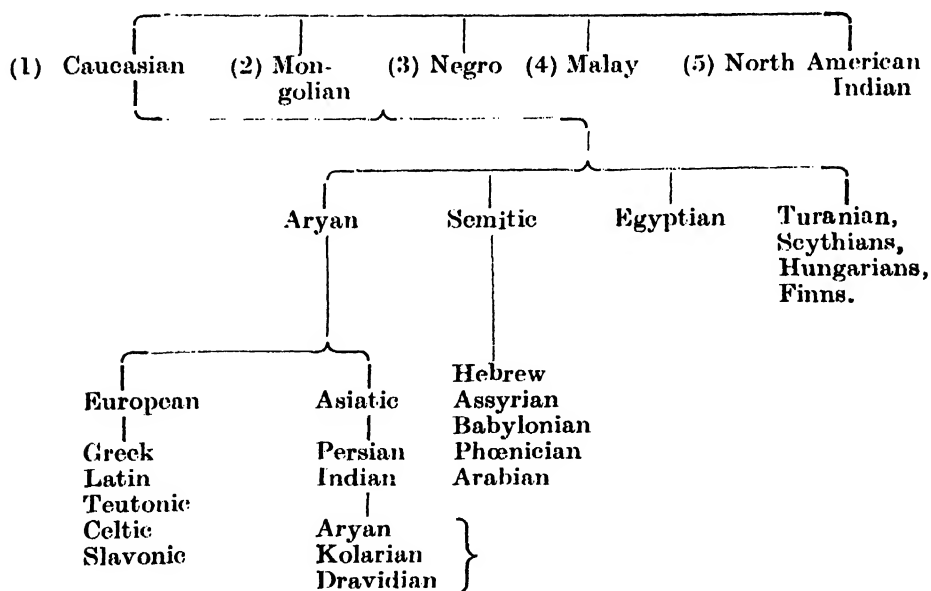 (1) Caucasian (2) Mon- (3) Negro (4) Malay (5) North American
golian Indian
Aryan Semitic Egyptian Turanian,
Scythians,
Hungarians,
Finns.
European Asiatic Hebrew
Assyrian
Babylonian
Phœnician
Arabian
Greek Persian
Latin Indian
Teutonic
Celtic Aryan
Slavonic Kolarian
Dravidian